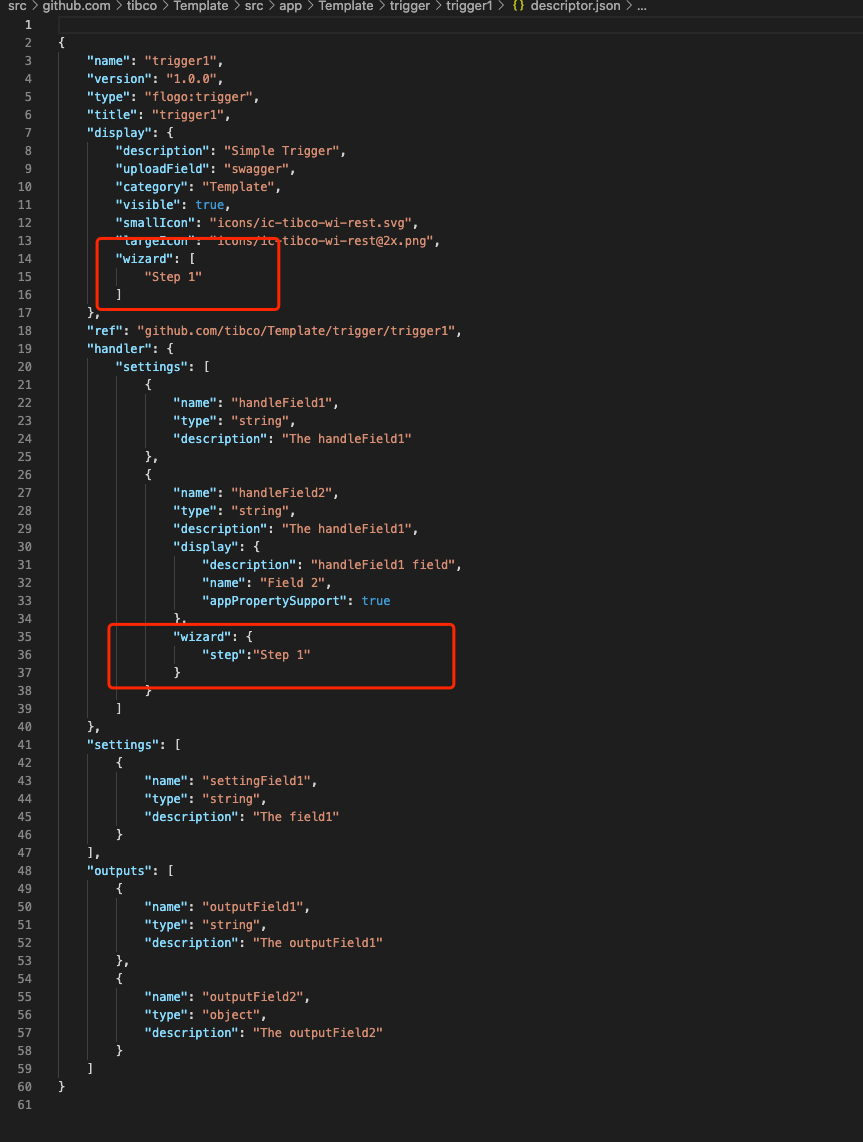 src > github.com > tibco > Template > src > app > Template > trigger > trigger1 > {} descriptor.json > ...
1
2 {
3 "name": "trigger1",
4 "version": "1.0.0",
5 "type": "flogo:trigger",
6 "title": "trigger1",
7 "display": {
8 "description": "Simple Trigger",
9 "uploadField": "swagger",
10 "category": "Template",
11 "visible": true,
12 "smallIcon": "icons/ic-tibco-wi-rest.svg",
13 "largeIcon": "icons/ic-tibco-wi-rest@2x.png",
14 "wizard": [
15 "Step 1"
16 ]
17 },
18 "ref": "github.com/tibco/Template/trigger/trigger1",
19 "handler": {
20 "settings": [
21 {
22 "name": "handleField1",
23 "type": "string",
24 "description": "The handleField1"
25 },
26 {
27 "name": "handleField2",
28 "type": "string",
29 "description": "The handleField1",
30 "display": {
31 "description": "handleField1 field",
32 "name": "Field 2",
33 "appPropertySupport": true
34 },
35 "wizard": {
36 "step":"Step 1"
37 }
38 }
39 ]
40 },
41 "settings": [
42 {
43 "name": "settingField1",
44 "type": "string",
45 "description": "The field1"
46 }
47 ],
48 "outputs": [
49 {
50 "name": "outputField1",
51 "type": "string",
52 "description": "The outputField1"
53 },
54 {
55 "name": "outputField2",
56 "type": "object",
57 "description": "The outputField2"
58 }
59 ]
60 }
61